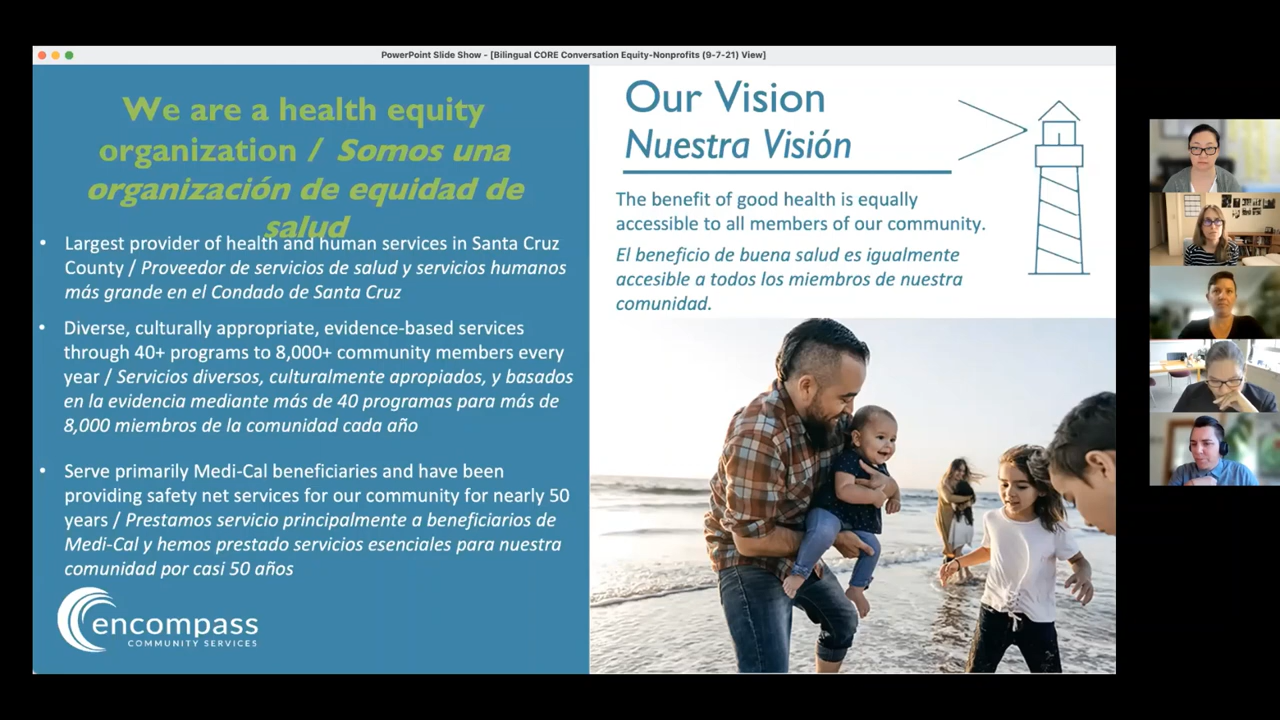 PowerPoint Slide Show - [Bilingual CORE Conversation Equity-Nonprofits (9-7-21) View]
We are a health equity
organization / Somos una
organización de equidad de
salud
• Largest provider of health and human services in Santa Cruz
County / Proveedor de servicios de salud y servicios humanos
más grande en el Condado de Santa Cruz
• Diverse, culturally appropriate, evidence-based services
through 40+ programs to 8,000+ community members every
year / Servicios diversos, culturalmente apropiados, y basados
en la evidencia mediante más de 40 programas para más de
8,000 miembros de la comunidad cada año
• Serve primarily Medi-Cal beneficiaries and have been
providing safety net services for our community for nearly 50
years / Prestamos servicio principalmente a beneficiarios de
Medi-Cal y hemos prestado servicios esenciales para nuestra
comunidad por casi 50 años
encompass
COMMUNITY SERVICES
Our Vision
Nuestra Visión
The benefit of good health is equally
accessible to all members of our community.
El beneficio de buena salud es igualmente
accesible a todos los miembros de nuestra
comunidad.